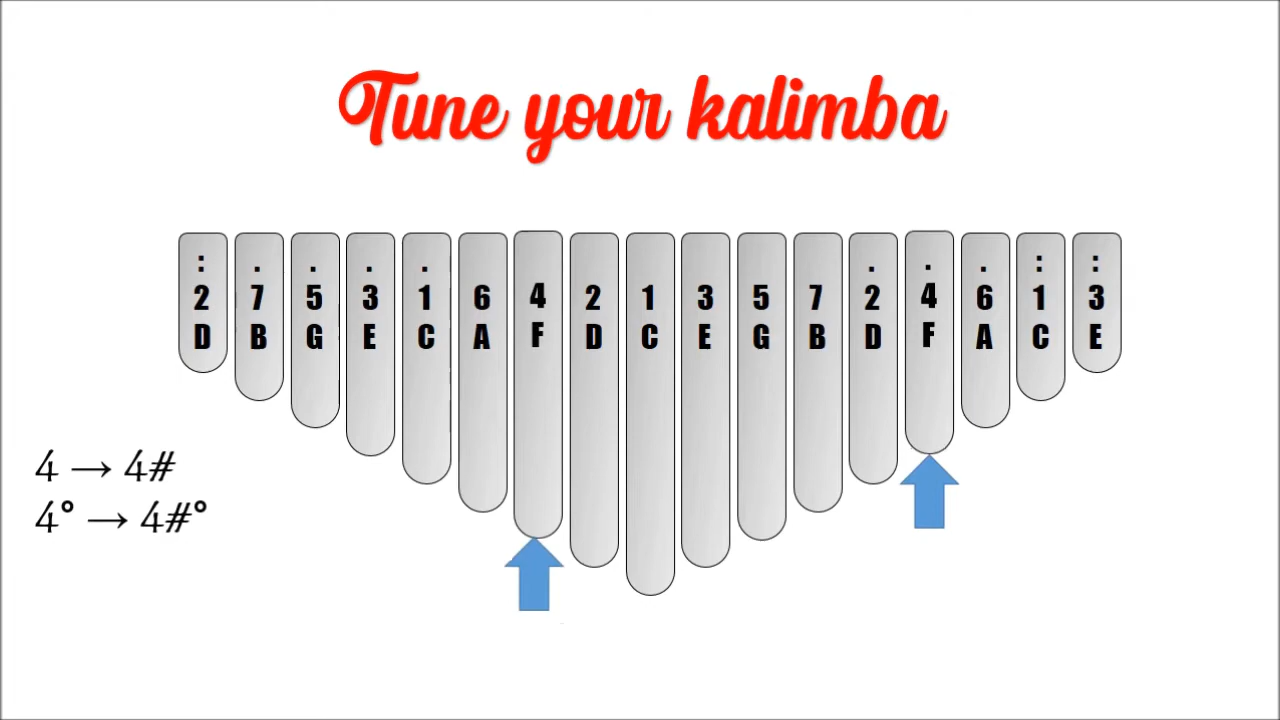 Tune your kalimba
: . . . . . . . : :
2 7 5 3 1 6 4 2 1 3 5 7 2 4 6 1 3
D B G E C A F D C E G B D F A C E
4 → 4#
4° → 4#°